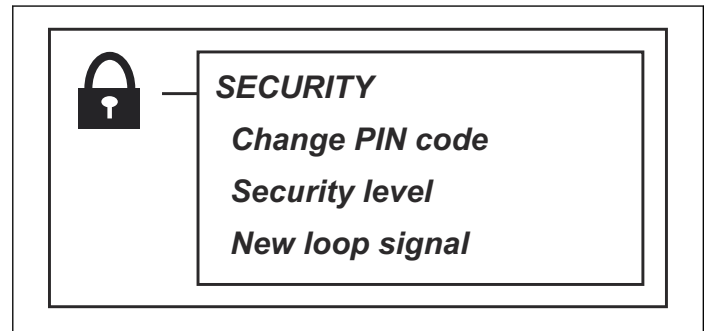 SECURITY
Change PIN code
Security level
New loop signal